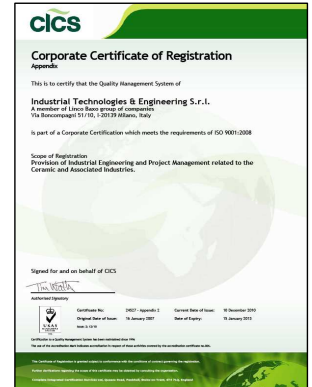 cics
Corporate Certificate of Registration
Appendix
This is to certify that the Quality Management System of
Industrial Technologies & Engineering S.r.l.
A member of Linco Baxo group of companies
Via Boncompagni 51/10, I-20139 Milano, Italy
is part of a Corporate Certification which meets the requirements of ISO 9001:2008
Scope of Registration
Provision of Industrial Engineering and Project Management related to the
Ceramic and Associated Industries.
Signed for and on behalf of CICS
Authorised Signatory
UKAS
Certificate No: 24027 - Appendix 2 Current Date of Issue: 10 December 2010
Original Date of Issue: 16 January 2007 Date of Expiry: 15 January 2013